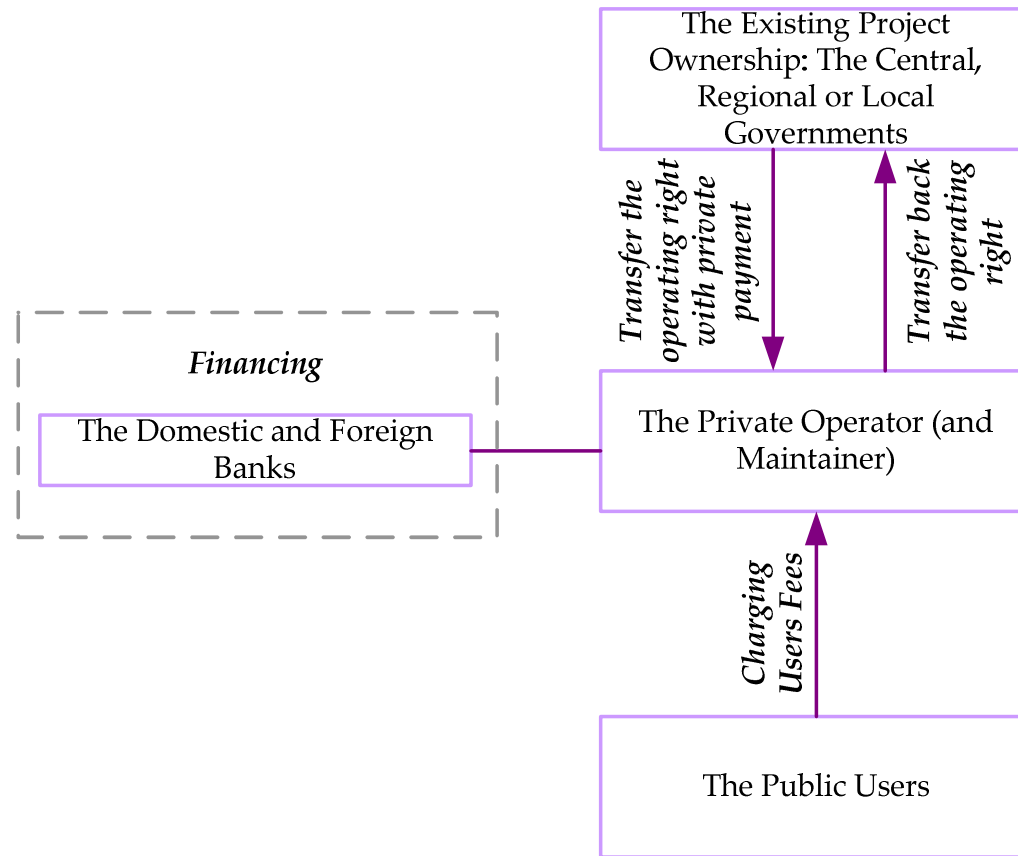 The Existing Project
Ownership: The Central,
Regional or Local
Governments
Transfer the
operating right
with private
payment
Transfer back
the operating
right
Financing
The Domestic and Foreign
Banks
The Private Operator (and
Maintainer)
Charging
Users Fees
The Public Users